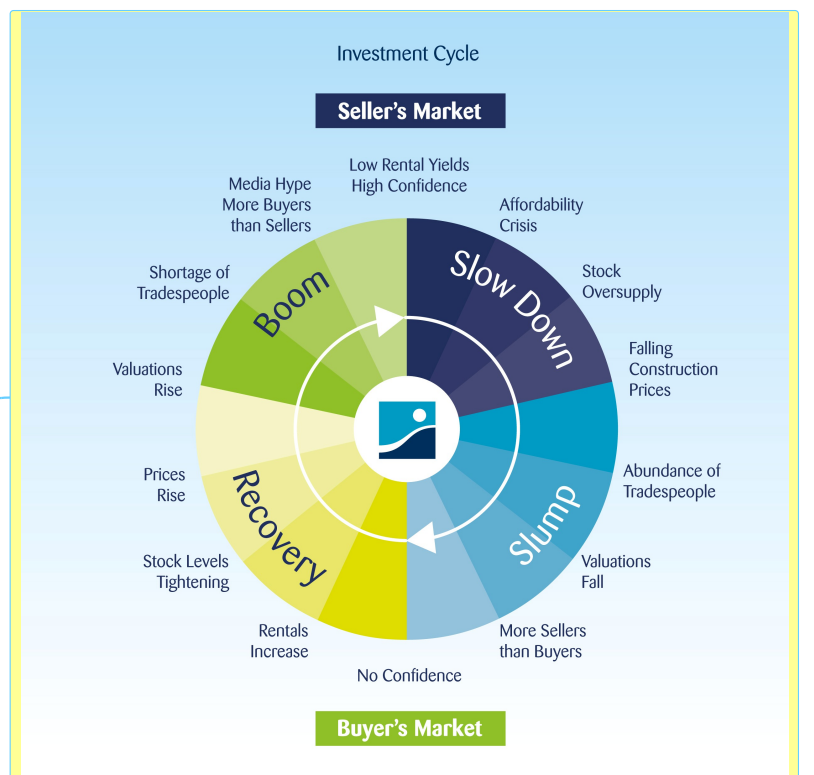 Investment Cycle
Seller's Market
Low Rental Yields
High Confidence
Affordability
Crisis
Stock
Oversupply
Falling
Construction
Prices
Abundance of
Tradespeople
Valuations
Fall
More Sellers
than Buyers
No Confidence
Rentals
Increase
Stock Levels
Tightening
Prices
Rise
Valuations
Rise
Shortage of
Tradespeople
Media Hype
More Buyers
than Sellers
Slow Down
Slump
Recovery
Boom
Buyer's Market